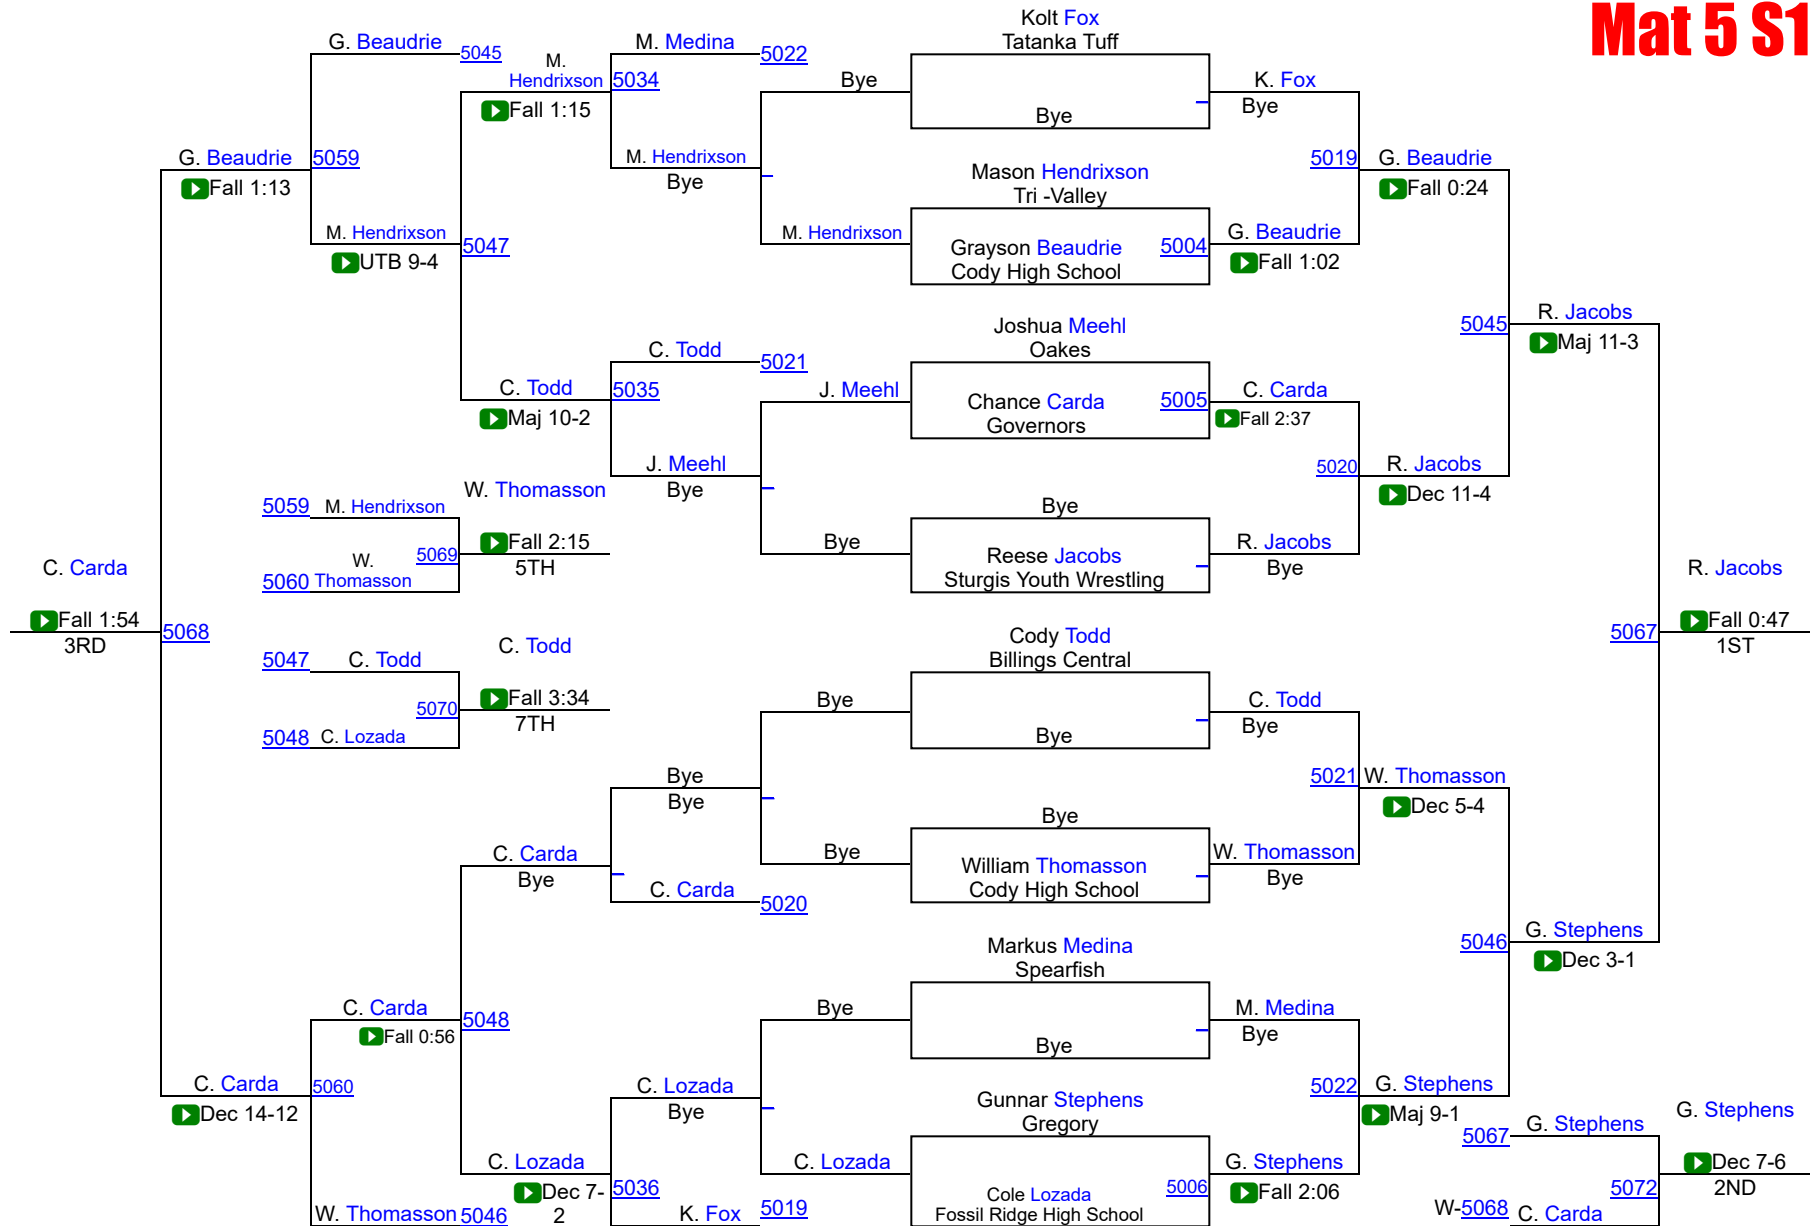 Mat 5 S1
Kolt Fox
Tatanka Tuff
G. Beaudrie
5045
M. Medina
5022
M.
Hendrixson
5034
Fall 1:15
Bye
K. Fox
Bye
Bye
G. Beaudrie
5059
Fall 1:13
M. Hendrixson
Bye
Mason Hendrixson
Tri -Valley
5019
G. Beaudrie
Fall 0:24
M. Hendrixson
5047
UTB 9-4
M. Hendrixson
Grayson Beaudrie
Cody High School
5004
G. Beaudrie
Fall 1:02
Joshua Meehl
Oakes
5045
R. Jacobs
Maj 11-3
C. Todd
5021
C. Todd
5035
Maj 10-2
J. Meehl
Chance Carda
Governors
5005
C. Carda
Fall 2:37
J. Meehl
Bye
5020
R. Jacobs
Dec 11-4
W. Thomasson
5059
M. Hendrixson
Bye
5069
Fall 2:15
5TH
W.
Thomasson
5060
Bye
Reese Jacobs
Sturgis Youth Wrestling
R. Jacobs
Bye
C. Carda
Fall 1:54
3RD
5068
R. Jacobs
5067
Fall 0:47
1ST
Cody Todd
Billings Central
5047
C. Todd
C. Todd
5070
Fall 3:34
7TH
5048
C. Lozada
Bye
Bye
C. Todd
Bye
Bye
Bye
5021
W. Thomasson
Dec 5-4
Bye
C. Carda
Bye
Bye
William Thomasson
Cody High School
W. Thomasson
Bye
C. Carda
5020
Markus Medina
Spearfish
5046
G. Stephens
Dec 3-1
C. Carda
5048
Fall 0:56
Bye
Bye
M. Medina
Bye
C. Carda
5060
Dec 14-12
C. Lozada
Bye
Gunnar Stephens
Gregory
5022
G. Stephens
Maj 9-1
G. Stephens
5067
G. Stephens
C. Lozada
5036
Dec 7-
2
C. Lozada
Cole Lozada
Fossil Ridge High School
5006
G. Stephens
Fall 2:06
Dec 7-6
2ND
5072
W. Thomasson
5046
K. Fox
5019
W-5068
C. Carda